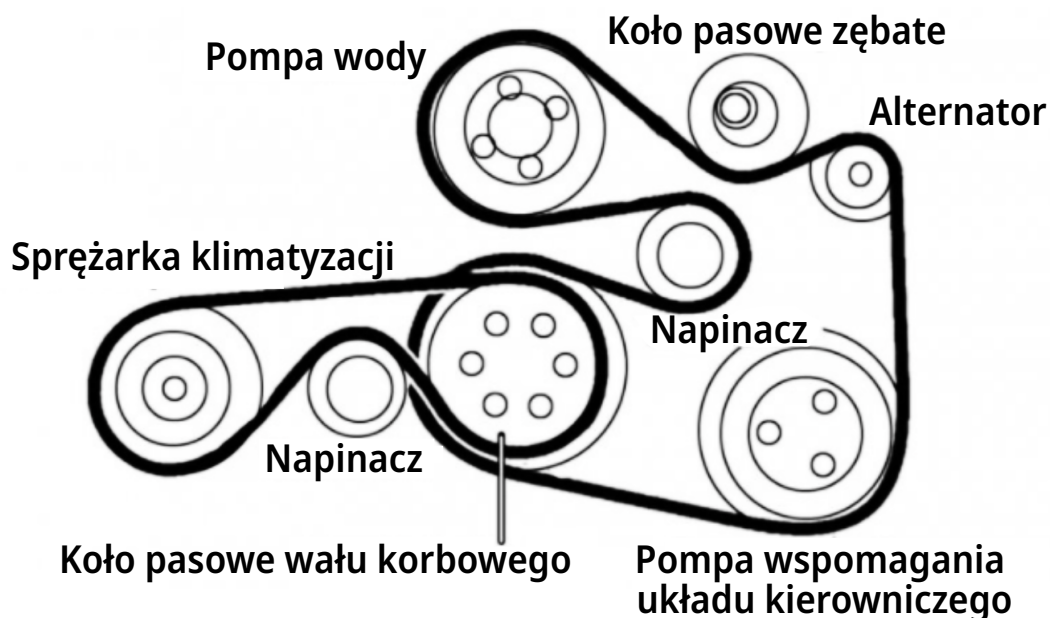 Koło pasowe zębate
Pompa wody
Alternator
Sprężarka klimatyzacji
Napinacz
Napinacz
Koło pasowe wału korbowego
Pompa wspomagania
układu kierowniczego